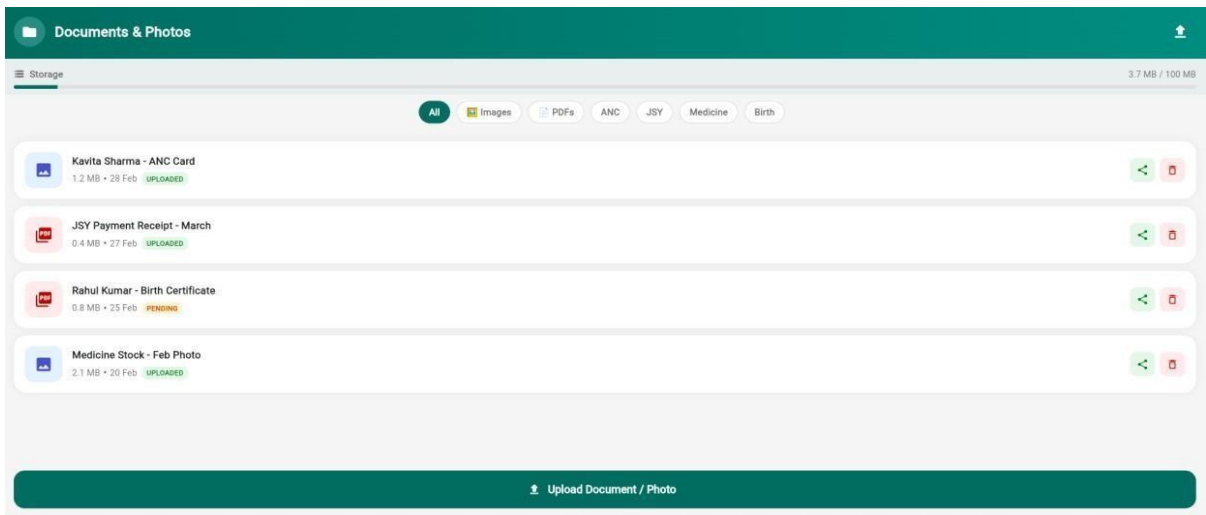 Documents & Photos
Storage 3.7 MB / 100 MB
All Images PDFs ANC JSY Medicine Birth
Kavita Sharma - ANC Card
1.2 MB • 28 Feb UPLOADED
JSY Payment Receipt - March
PDF
0.4 MB • 27 Feb UPLOADED
Rahul Kumar - Birth Certificate
PDF
0.8 MB • 25 Feb PENDING
Medicine Stock - Feb Photo
2.1 MB • 20 Feb UPLOADED
Upload Document / Photo